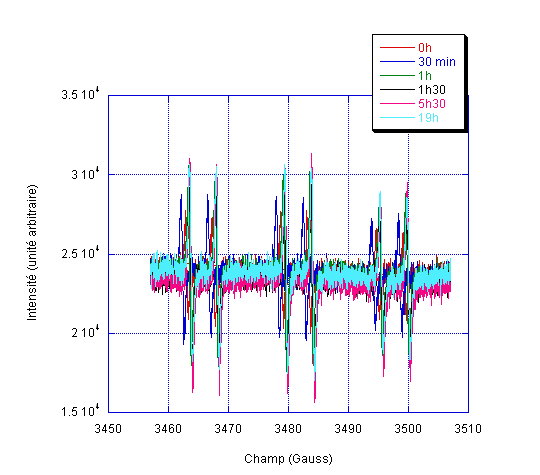 0h
30 min
1h
1h30
5h30
19h
3.5 10⁴
3 10⁴
2.5 10⁴
2 10⁴
1.5 10⁴
Intensité (unité arbitraire)
3450 3460 3470 3480 3490 3500 3510
Champ (Gauss)